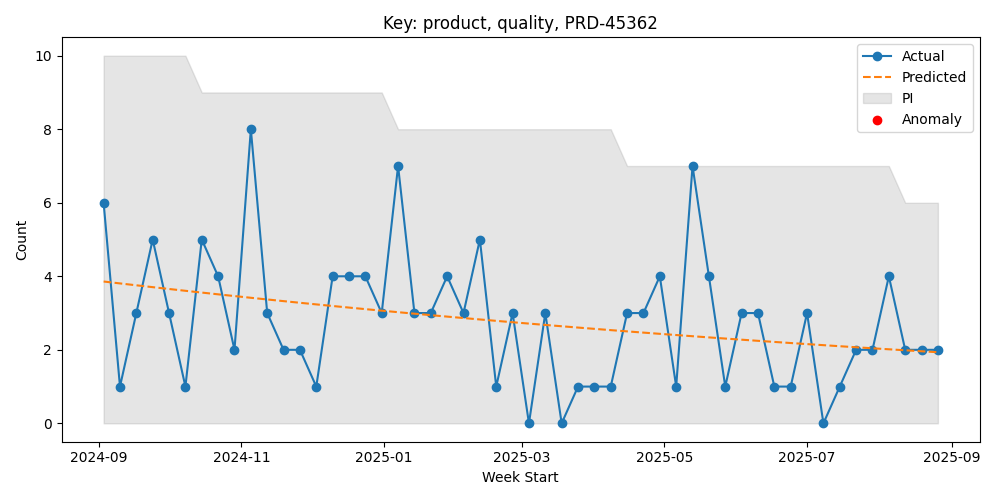 Key: product, quality, PRD-45362
Actual
Predicted
PI
Anomaly
Count
10
8
6
4
2
0
2024-09 2024-11 2025-01 2025-03 2025-05 2025-07 2025-09
Week Start